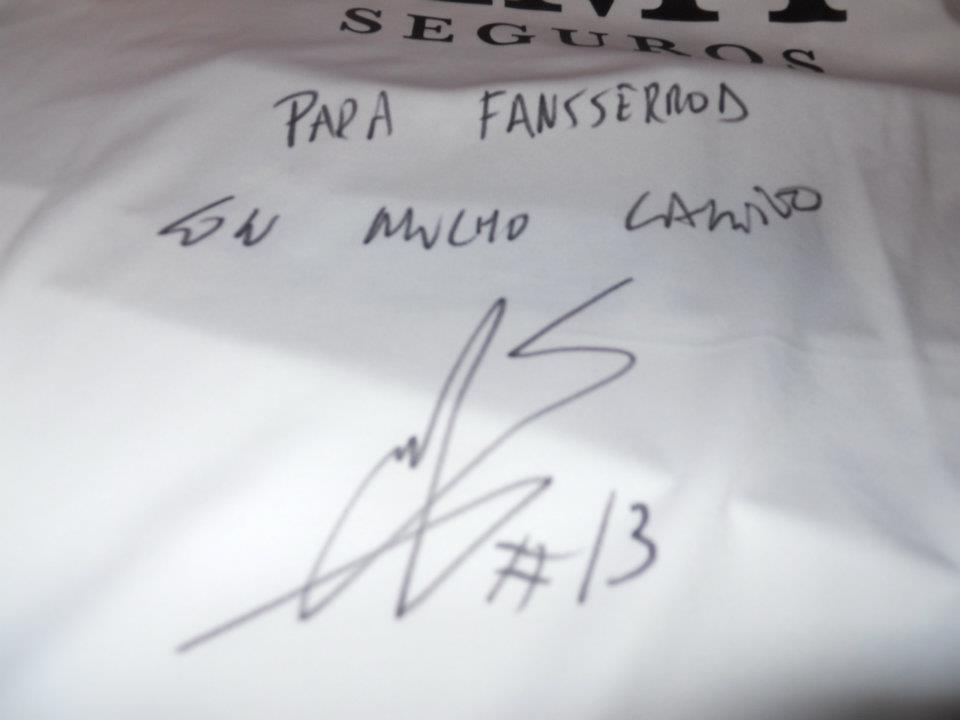 SEGUROS
PARA FANSSERROD
CON MUCHO CARIÑO
#13